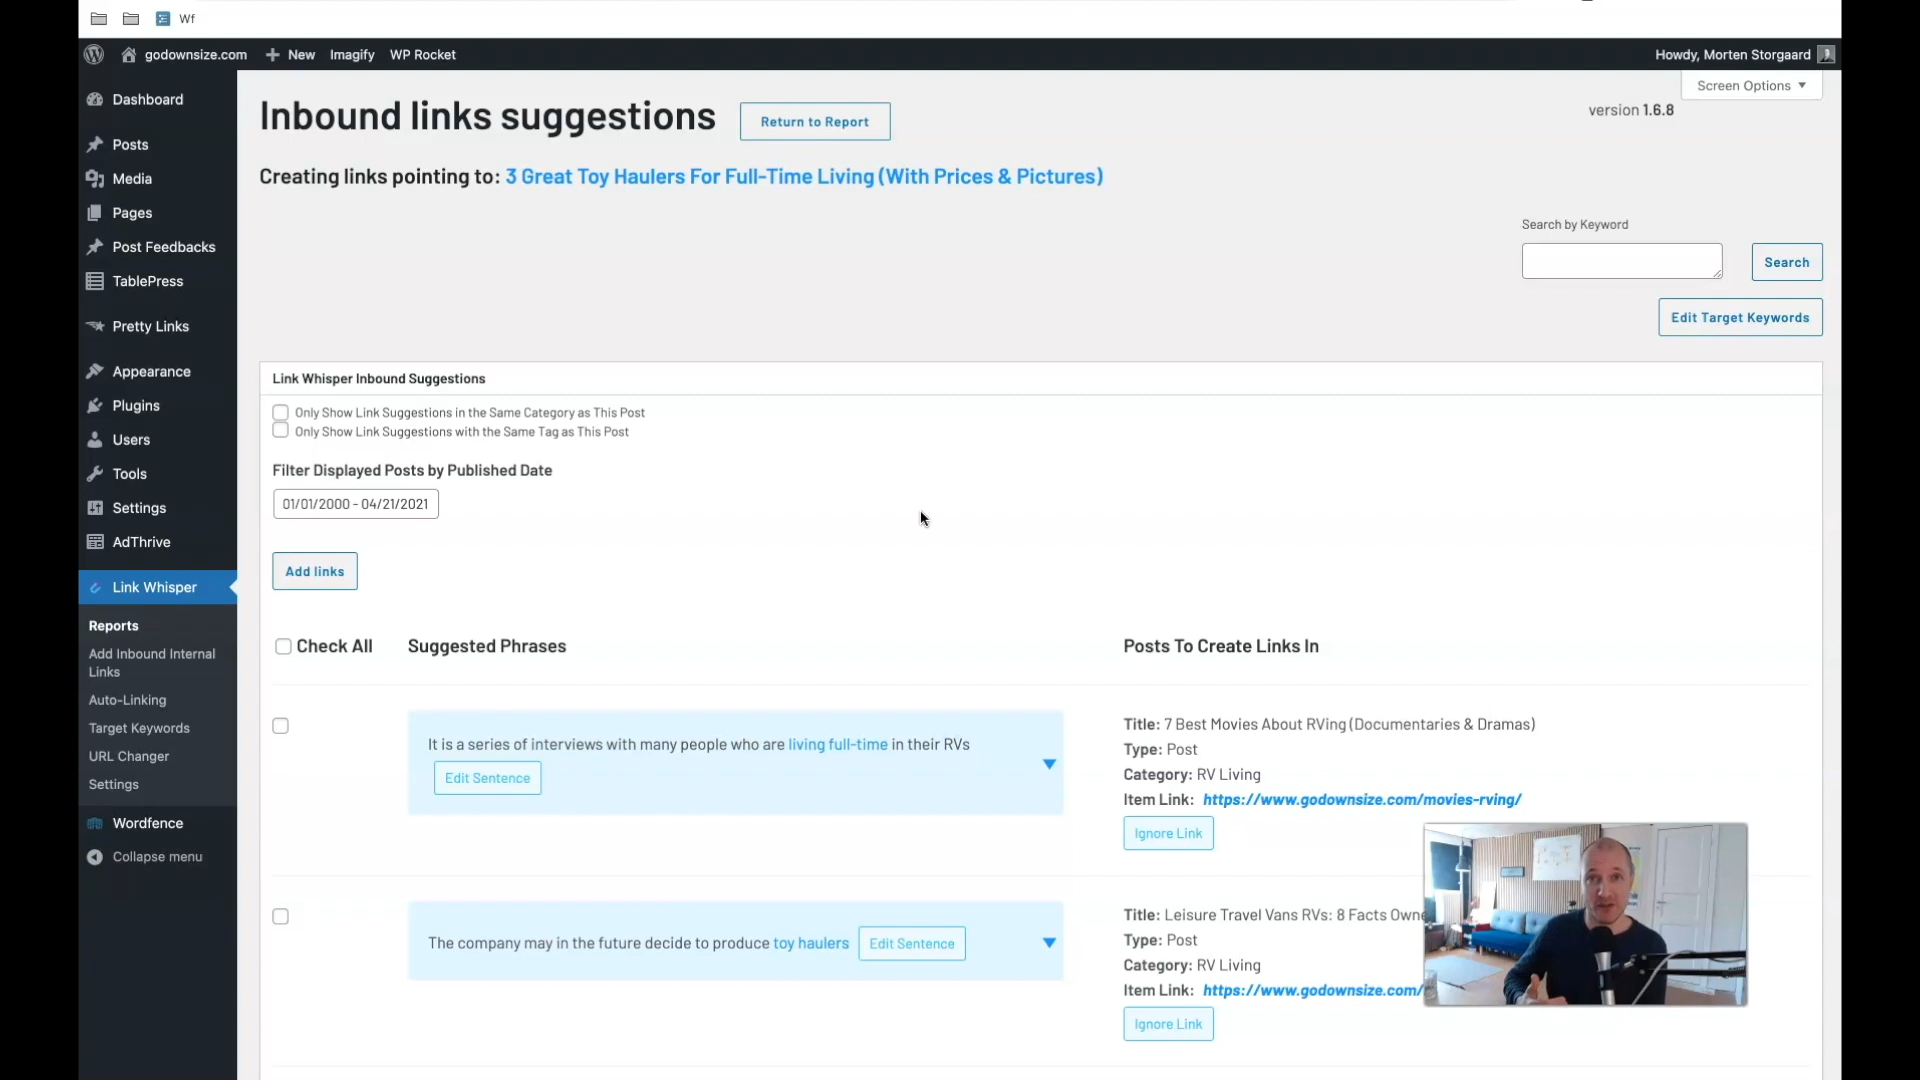 Wf
godownsize.com
New
Imagify
WP Rocket
Howdy, Morten Storgaard
Dashboard
Posts
Media
Pages
Post Feedbacks
TablePress
Pretty Links
Appearance
Plugins
Users
Tools
Settings
AdThrive
Link Whisper
Reports
Add Inbound Internal
Links
Auto-Linking
Target Keywords
URL Changer
Settings
Wordfence
Collapse menu
Screen Options
version 1.6.8
Inbound links suggestions
Return to Report
Creating links pointing to: 3 Great Toy Haulers For Full-Time Living (With Prices & Pictures)
Search by Keyword
Search
Edit Target Keywords
Link Whisper Inbound Suggestions
Only Show Link Suggestions in the Same Category as This Post
Only Show Link Suggestions with the Same Tag as This Post
Filter Displayed Posts by Published Date
01/01/2000 - 04/21/2021
Add links
Check All
Suggested Phrases
Posts To Create Links In
It is a series of interviews with many people who are living full-time in their RVs
Edit Sentence
Title: 7 Best Movies About RVing (Documentaries & Dramas)
Type: Post
Category: RV Living
Item Link: https://www.godownsize.com/movies-rving/
Ignore Link
The company may in the future decide to produce toy haulers
Edit Sentence
Title: Leisure Travel Vans RVs: 8 Facts Owne
Type: Post
Category: RV Living
Item Link: https://www.godownsize.com/
Ignore Link